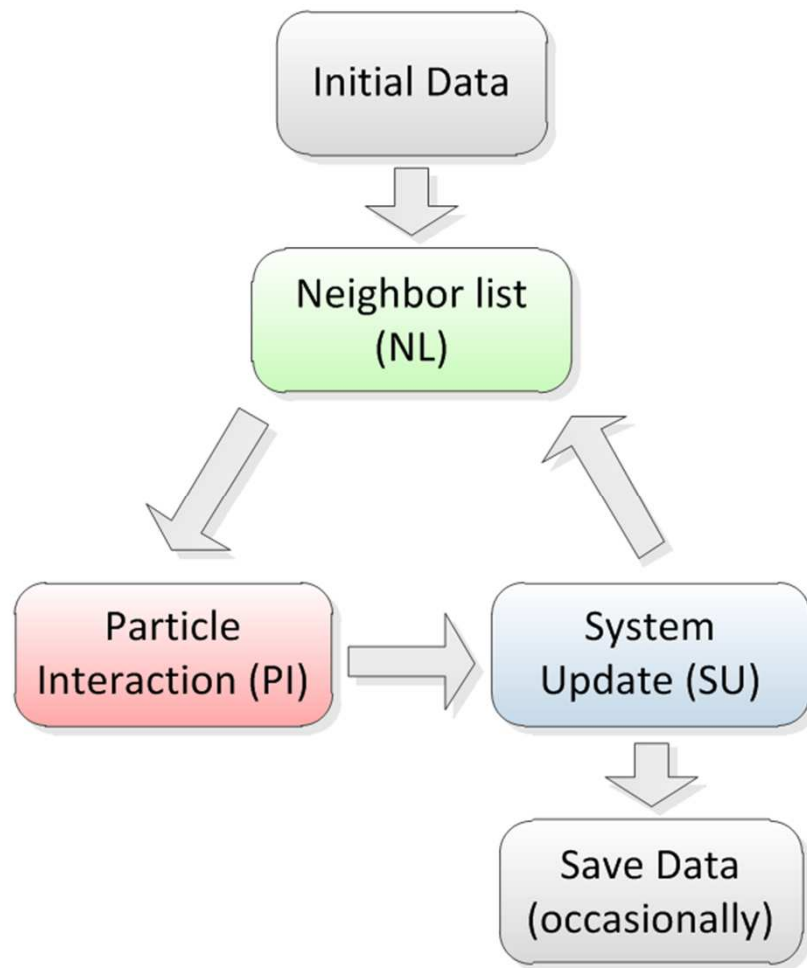 Initial Data
Neighbor list
(NL)
Particle
Interaction (PI)
System
Update (SU)
Save Data
(occasionally)